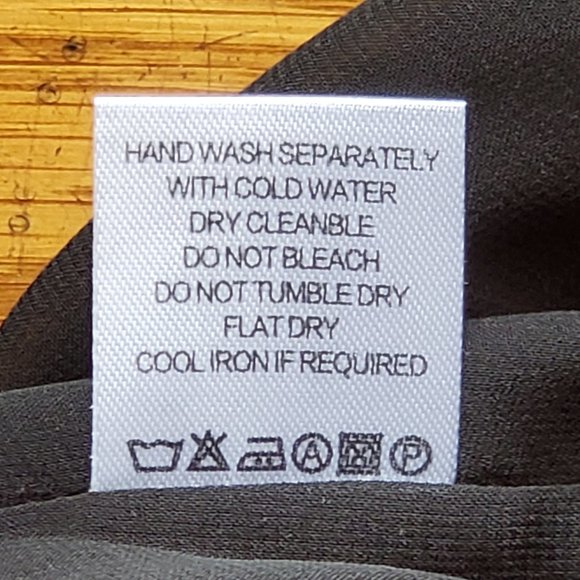 HAND WASH SEPARATELY
WITH COLD WATER
DRY CLEANBLE
DO NOT BLEACH
DO NOT TUMBLE DRY
FLAT DRY
COOL IRON IF REQUIRED
A P